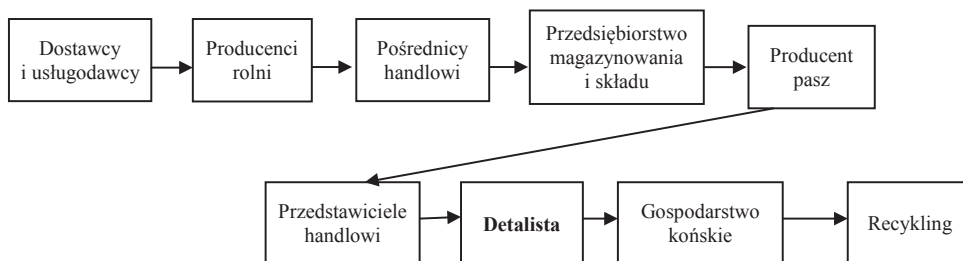 Dostawcy
i usługodawcy
Producenci
rolni
Pośrednicy
handlowi
Przedsiębiorstwo
magazynowania
i składu
Producent
pasz
Przedstawiciele
handlowi
Detalista
Gospodarstwo
końskie
Recykling